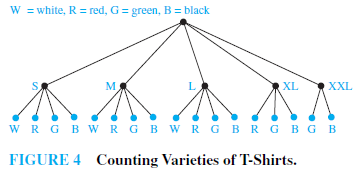 W = white, R = red, G = green, B = black
S M L XL XXL
W R G B W R G B W R G B R G B G B
FIGURE 4 Counting Varieties of T-Shirts.